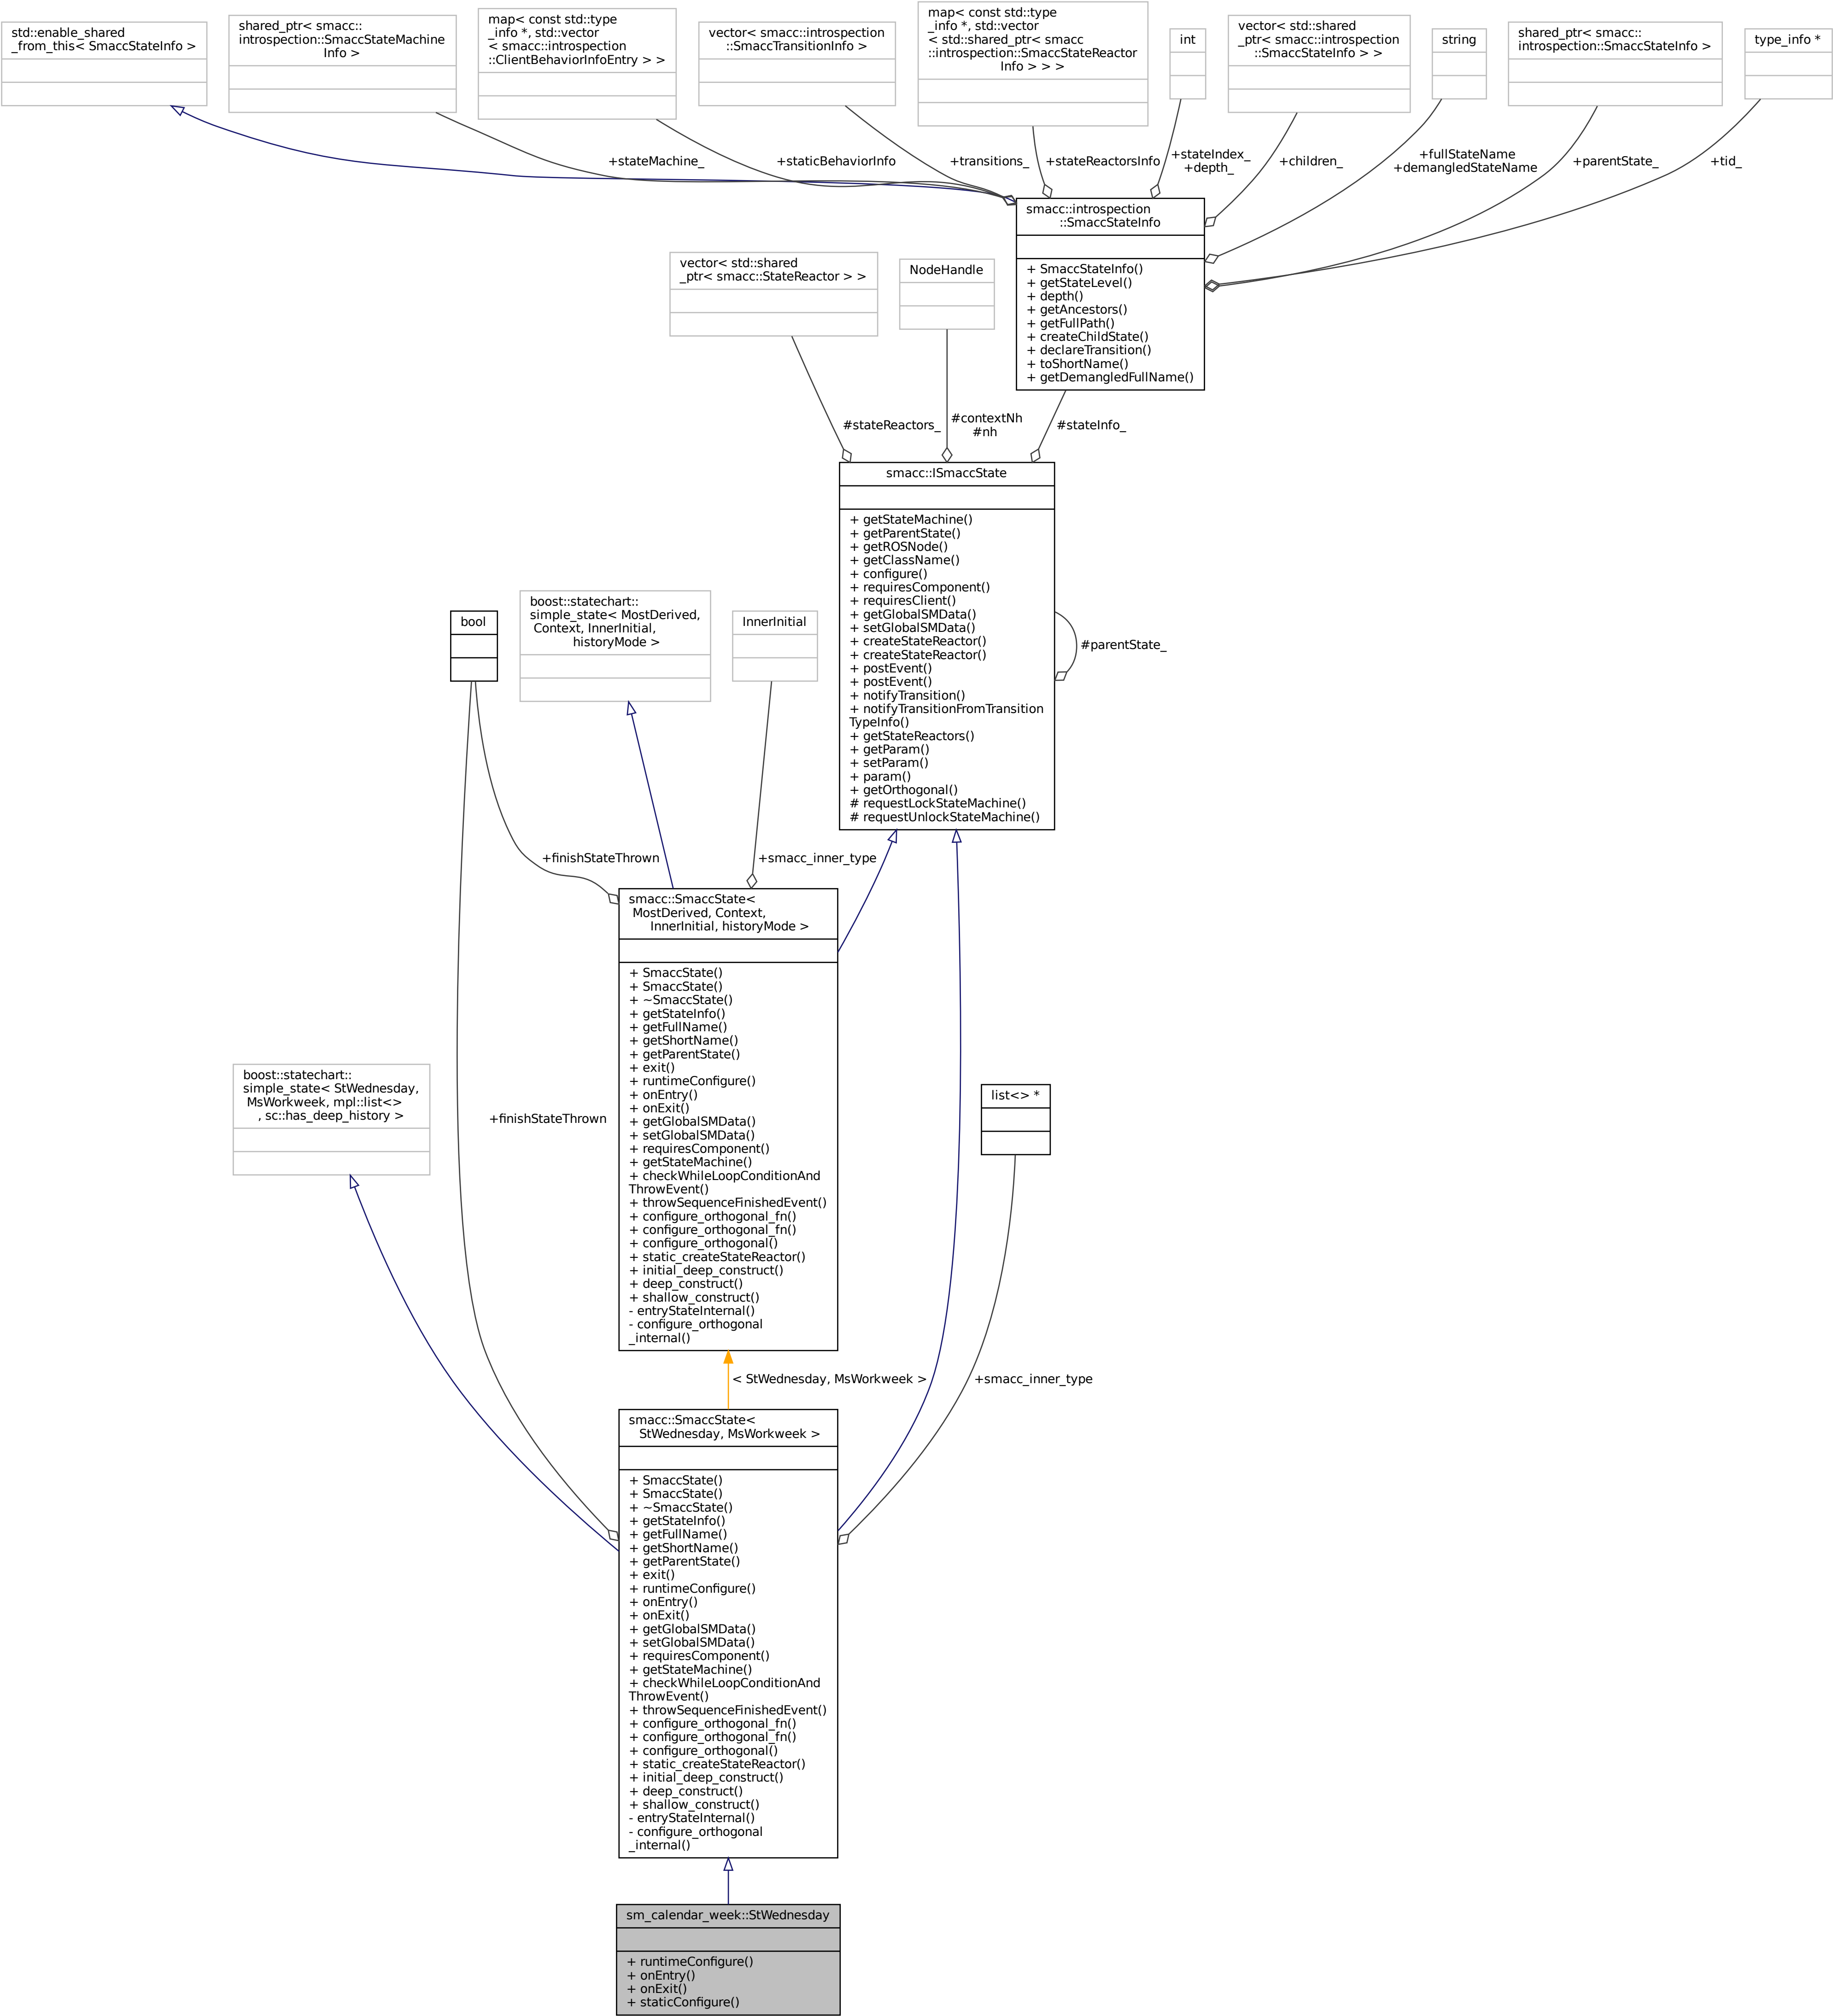 std::enable_shared
_from_this< SmaccStateInfo >
shared_ptr< smacc::
introspection::SmaccStateMachine
Info >
map< const std::type
_info *, std::vector
< smacc::introspection
::ClientBehaviorInfoEntry > >
vector< smacc::introspection
::SmaccTransitionInfo >
map< const std::type
_info *, std::vector
< std::shared_ptr< smacc
::introspection::SmaccStateReactor
Info > > >
int
vector< std::shared
_ptr< smacc::introspection
::SmaccStateInfo > >
string
shared_ptr< smacc::
introspection::SmaccStateInfo >
type_info *
+stateMachine_
+staticBehaviorInfo
+transitions_
+stateReactorsInfo
+stateIndex_
+depth_
+children_
+fullStateName
+demangledStateName
+parentState_
+tid_
smacc::introspection
::SmaccStateInfo
+ SmaccStateInfo()
+ getStateLevel()
+ depth()
+ getAncestors()
+ getFullPath()
+ createChildState()
+ declareTransition()
+ toShortName()
+ getDemangledFullName()
vector< std::shared
_ptr< smacc::StateReactor > >
NodeHandle
#stateReactors_
#contextNh
#nh
#stateInfo_
smacc::ISmaccState
+ getStateMachine()
+ getParentState()
+ getROSNode()
+ getClassName()
+ configure()
+ requiresComponent()
+ requiresClient()
+ getGlobalSMData()
+ setGlobalSMData()
+ createStateReactor()
+ createStateReactor()
+ postEvent()
+ postEvent()
+ notifyTransition()
+ notifyTransitionFromTransition
TypeInfo()
+ getStateReactors()
+ getParam()
+ setParam()
+ param()
+ getOrthogonal()
# requestLockStateMachine()
# requestUnlockStateMachine()
#parentState_
bool
boost::statechart::
simple_state< MostDerived,
Context, InnerInitial,
historyMode >
InnerInitial
+finishStateThrown
+smacc_inner_type
smacc::SmaccState<
MostDerived, Context,
InnerInitial, historyMode >
+ SmaccState()
+ SmaccState()
+ ~SmaccState()
+ getStateInfo()
+ getFullName()
+ getShortName()
+ getParentState()
+ exit()
+ runtimeConfigure()
+ onEntry()
+ onExit()
+ getGlobalSMData()
+ setGlobalSMData()
+ requiresComponent()
+ getStateMachine()
+ checkWhileLoopConditionAnd
ThrowEvent()
+ throwSequenceFinishedEvent()
+ configure_orthogonal_fn()
+ configure_orthogonal_fn()
+ configure_orthogonal()
+ static_createStateReactor()
+ initial_deep_construct()
+ deep_construct()
+ shallow_construct()
- entryStateInternal()
- configure_orthogonal
_internal()
boost::statechart::
simple_state< StWednesday,
MsWorkweek, mpl::list<>
, sc::has_deep_history >
+finishStateThrown
list<> *
< StWednesday, MsWorkweek >
+smacc_inner_type
smacc::SmaccState<
StWednesday, MsWorkweek >
+ SmaccState()
+ SmaccState()
+ ~SmaccState()
+ getStateInfo()
+ getFullName()
+ getShortName()
+ getParentState()
+ exit()
+ runtimeConfigure()
+ onEntry()
+ onExit()
+ getGlobalSMData()
+ setGlobalSMData()
+ requiresComponent()
+ getStateMachine()
+ checkWhileLoopConditionAnd
ThrowEvent()
+ throwSequenceFinishedEvent()
+ configure_orthogonal_fn()
+ configure_orthogonal_fn()
+ configure_orthogonal()
+ static_createStateReactor()
+ initial_deep_construct()
+ deep_construct()
+ shallow_construct()
- entryStateInternal()
- configure_orthogonal
_internal()
sm_calendar_week::StWednesday
+ runtimeConfigure()
+ onEntry()
+ onExit()
+ staticConfigure()